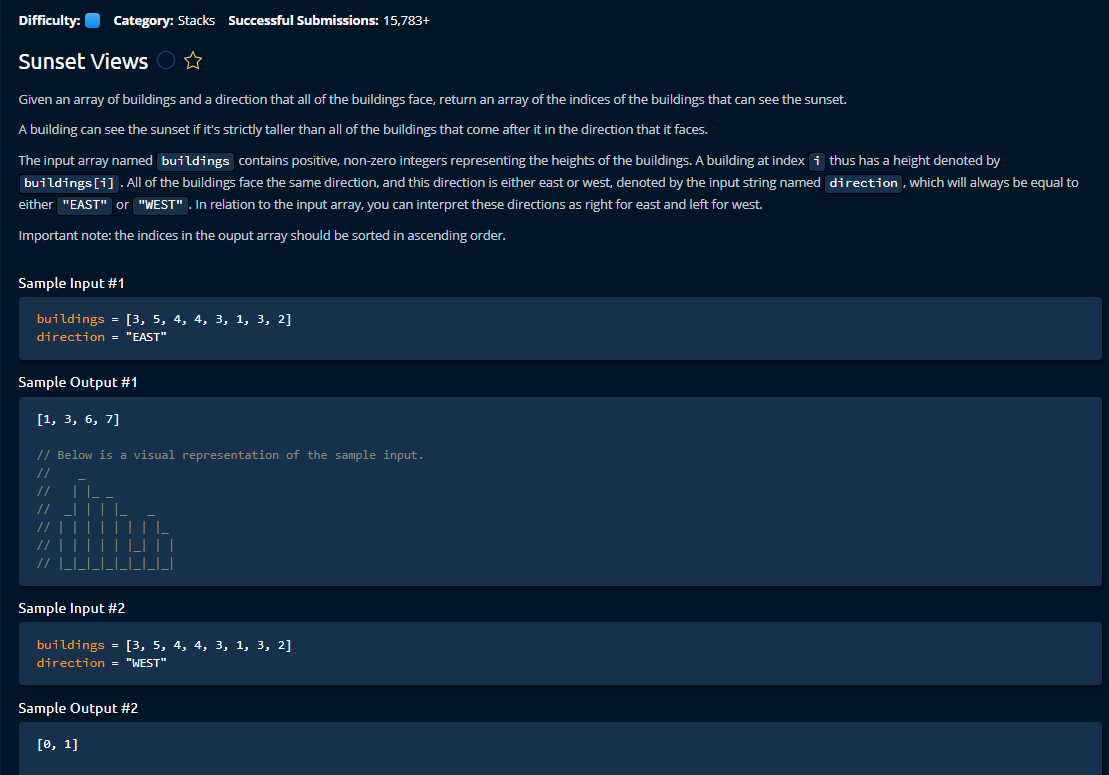 Difficulty: Category: Stacks Successful Submissions: 15,783+
Sunset Views
Given an array of buildings and a direction that all of the buildings face, return an array of the indices of the buildings that can see the sunset.
A building can see the sunset if it's strictly taller than all of the buildings that come after it in the direction that it faces.
The input array named buildings contains positive, non-zero integers representing the heights of the buildings. A building at index i thus has a height denoted by
buildings[i]. All of the buildings face the same direction, and this direction is either east or west, denoted by the input string named direction, which will always be equal to
either "EAST" or "WEST". In relation to the input array, you can interpret these directions as right for east and left for west.
Important note: the indices in the ouput array should be sorted in ascending order.
Sample Input #1
buildings = [3, 5, 4, 4, 3, 1, 3, 2]
direction = "EAST"
Sample Output #1
[1, 3, 6, 7]
// Below is a visual representation of the sample input.
//    _
//   | |_ _
//  _| | | |_   _
// | | | | | | | |_
// | | | | | |_| | |
// |_|_|_|_|_|_|_|_|
Sample Input #2
buildings = [3, 5, 4, 4, 3, 1, 3, 2]
direction = "WEST"
Sample Output #2
[0, 1]